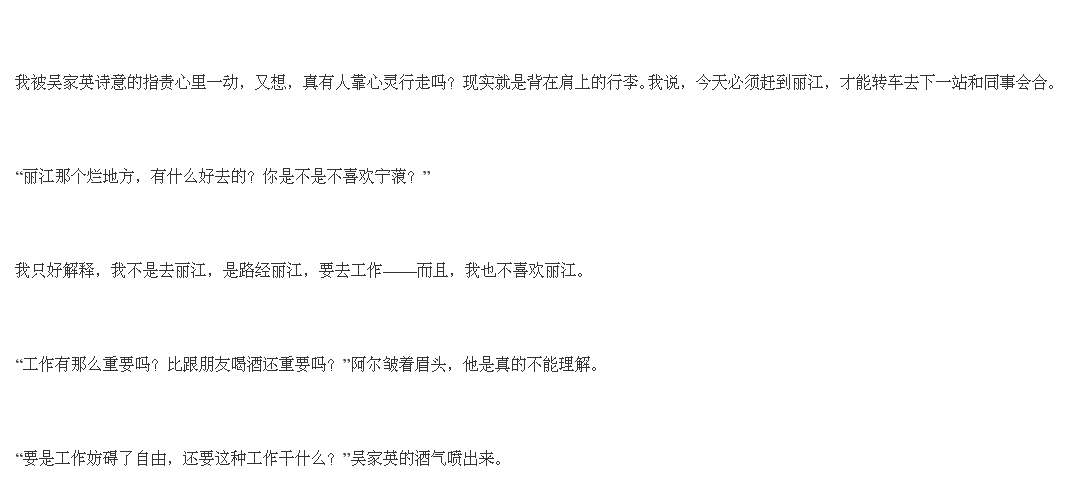 我被吴家英诗意的指责心里一动，又想，真有人靠心灵行走吗？现实就是背在肩上的行李。我说，今天必须赶到丽江，才能转车去下一站和同事会合。
“丽江那个烂地方，有什么好去的？你是不是不喜欢宁蒗？”
我只好解释，我不是去丽江，是路经丽江，要去工作——而且，我也不喜欢丽江。
“工作有那么重要吗？比跟朋友喝酒还重要吗？”阿尔皱着眉头，他是真的不能理解。
“要是工作妨碍了自由，还要这种工作干什么？”吴家英的酒气喷出来。